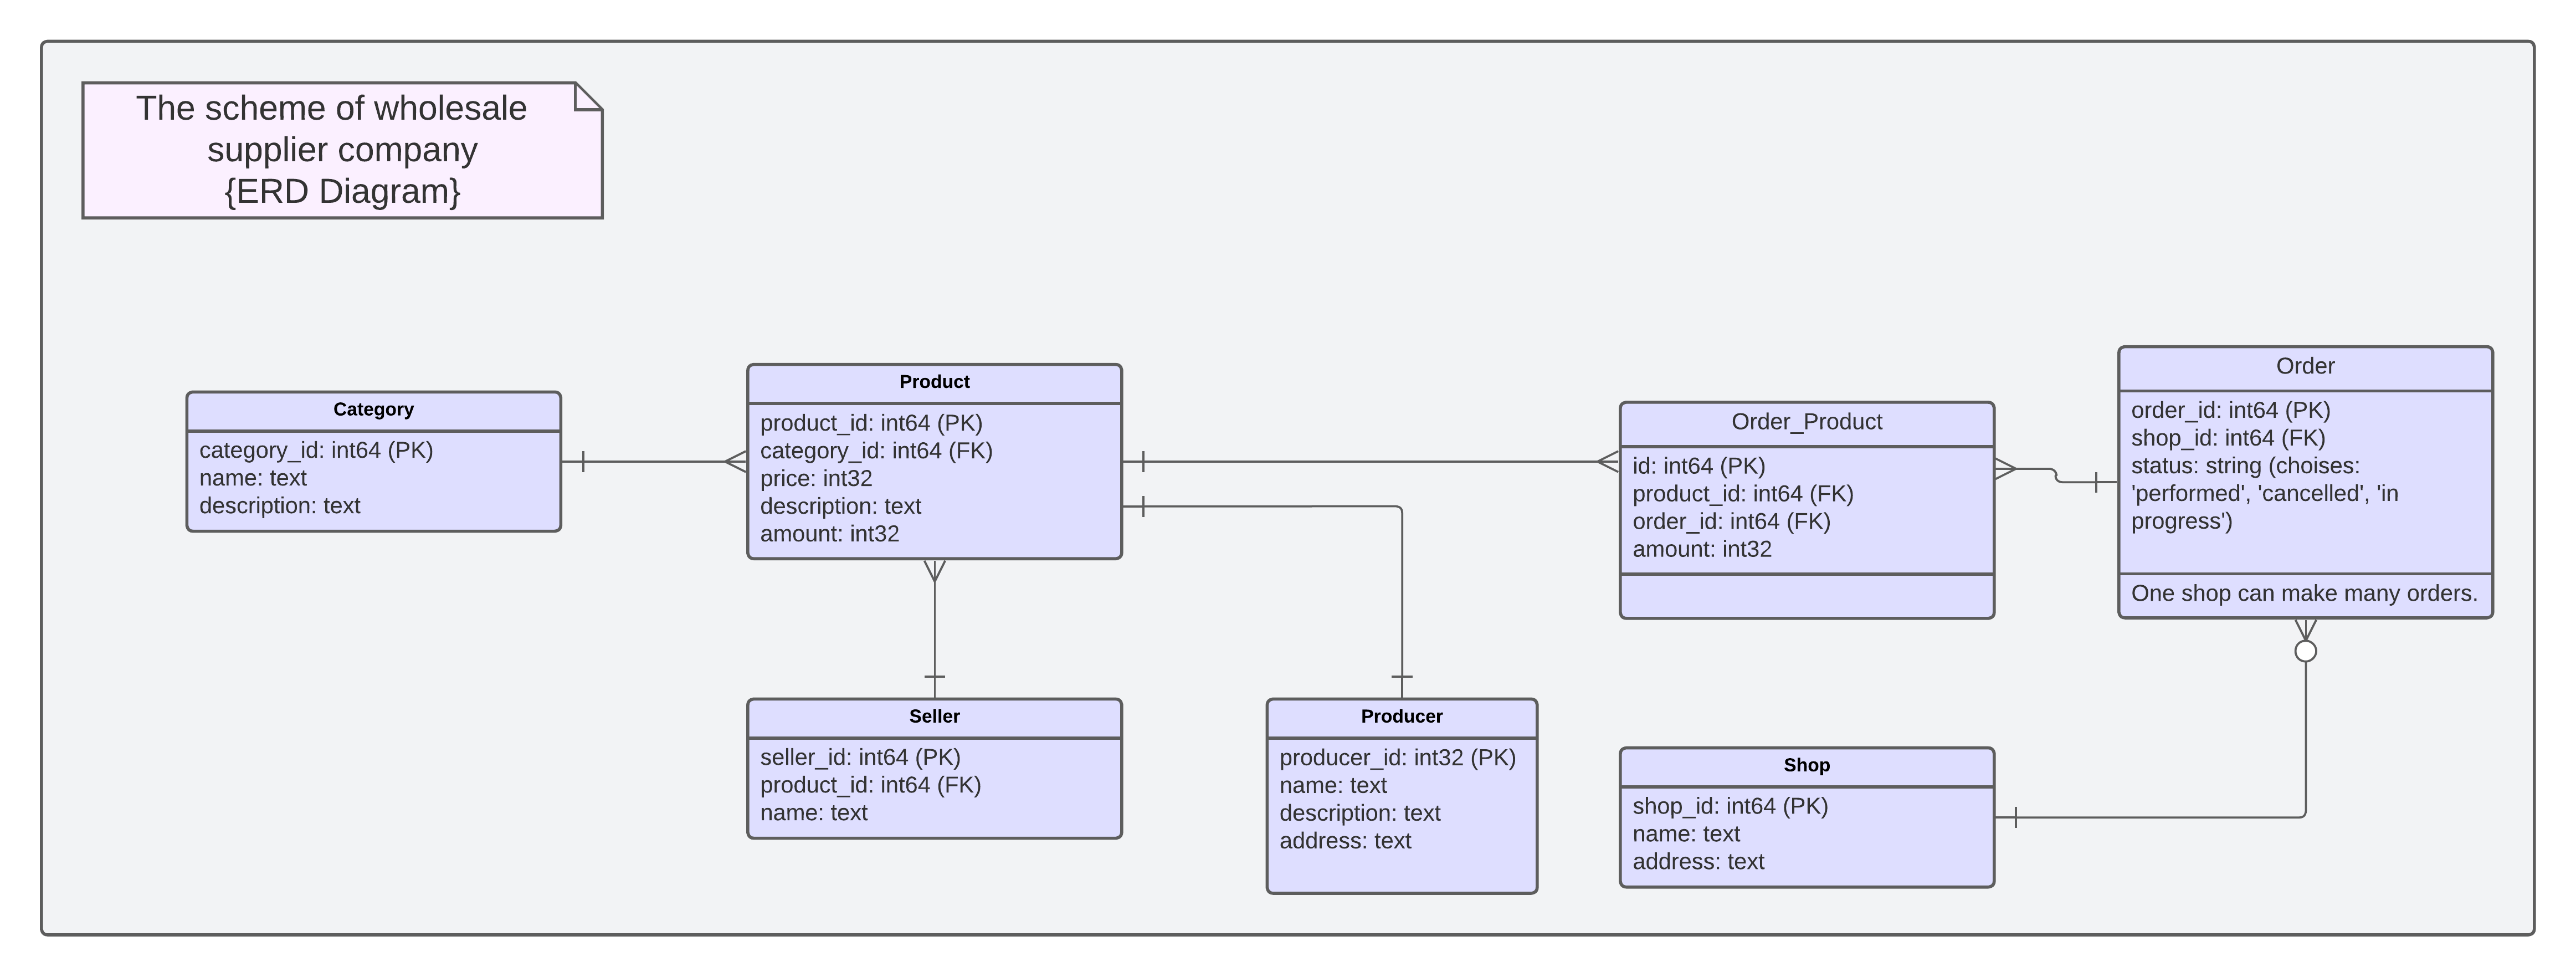 The scheme of wholesale
supplier company
{ERD Diagram}
Category
category_id: int64 (PK)
name: text
description: text
Product
product_id: int64 (PK)
category_id: int64 (FK)
price: int32
description: text
amount: int32
Order_Product
id: int64 (PK)
product_id: int64 (FK)
order_id: int64 (FK)
amount: int32
Order
order_id: int64 (PK)
shop_id: int64 (FK)
status: string (choises:
'performed', 'cancelled', 'in
progress')
One shop can make many orders.
Seller
seller_id: int64 (PK)
product_id: int64 (FK)
name: text
Producer
producer_id: int32 (PK)
name: text
description: text
address: text
Shop
shop_id: int64 (PK)
name: text
address: text